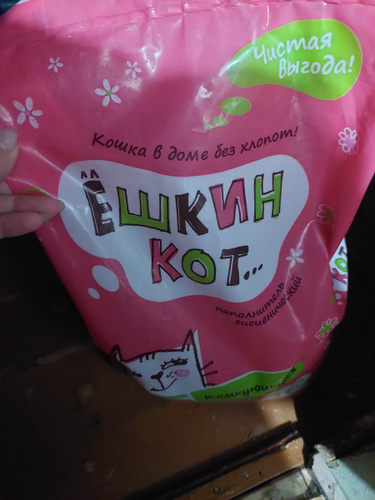 Чистая
выгода!
Кошка в доме без хлопот!
ЁШКИН
КОТ...
наполнитель
гигиенический